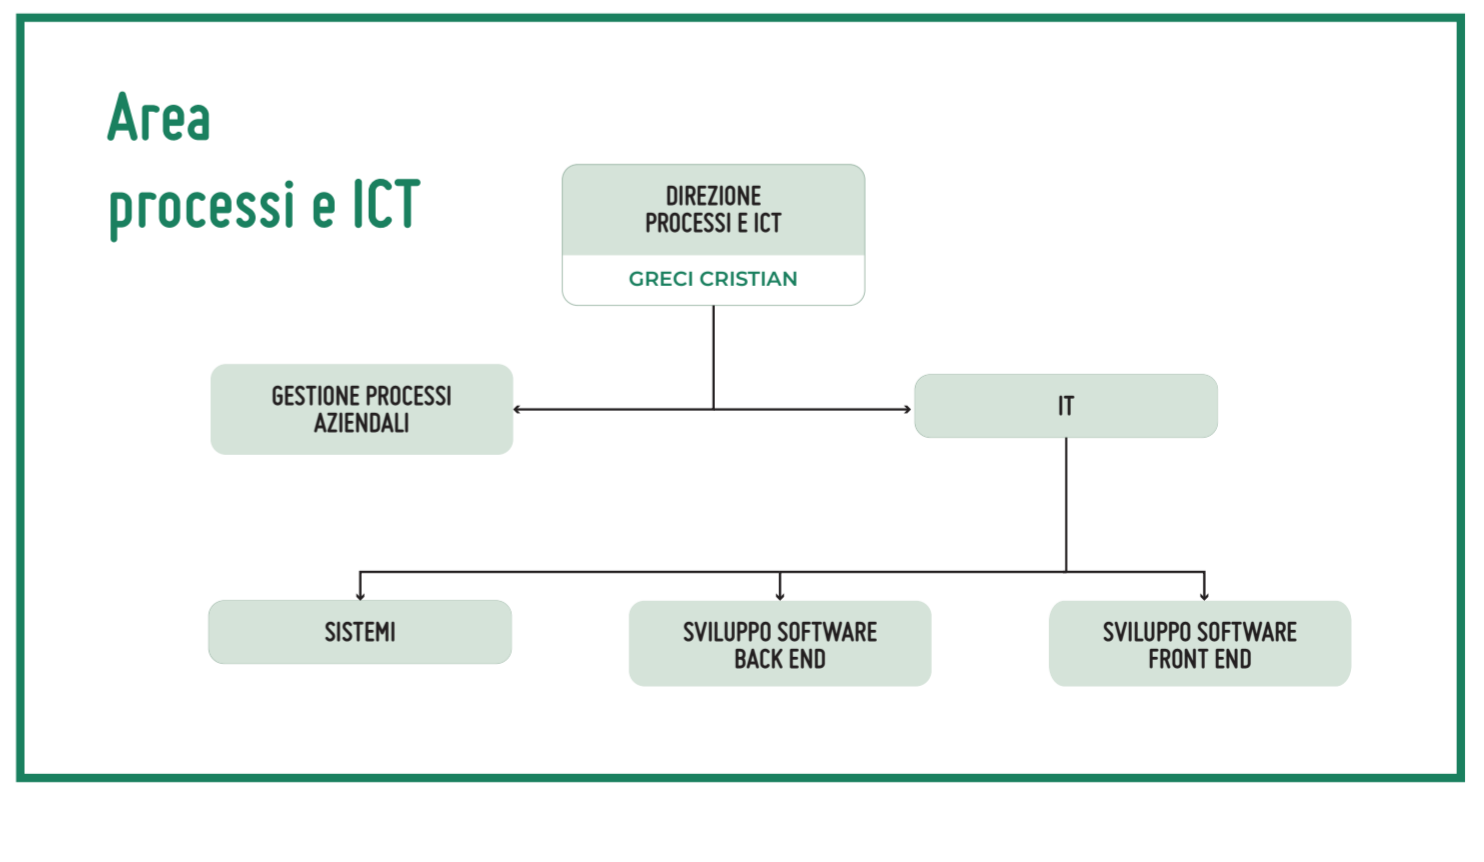 Area
processi e ICT
DIREZIONE
PROCESSI E ICT
GRECI CRISTIAN
GESTIONE PROCESSI
AZIENDALI
IT
SISTEMI
SVILUPPO SOFTWARE
BACK END
SVILUPPO SOFTWARE
FRONT END